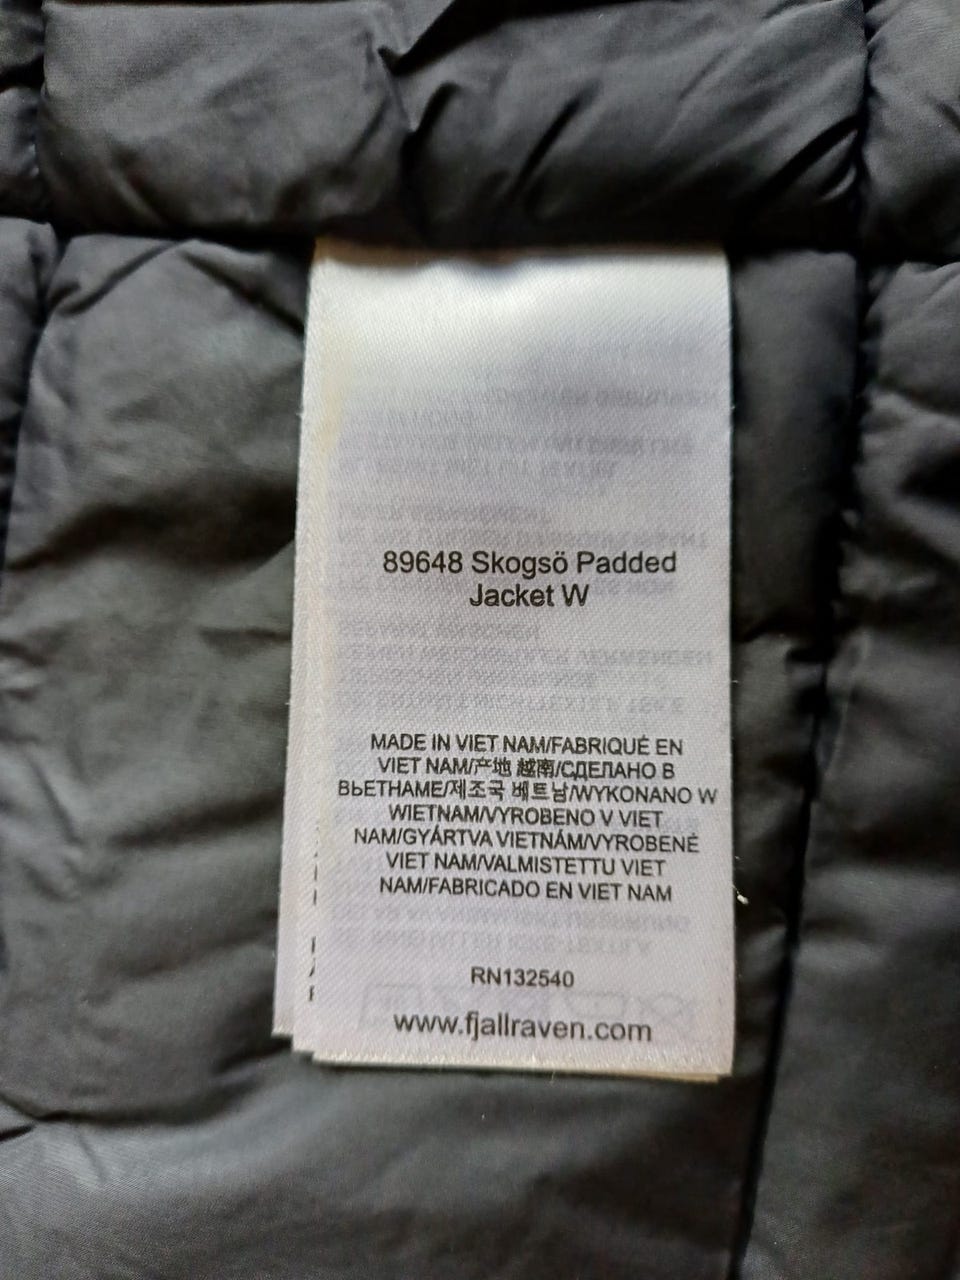 89648 Skogsö Padded
Jacket W
MADE IN VIET NAM/FABRIQUÉ EN
VIET NAM/产地 越南/СДЕЛАНО В
ВЬЕТНАМЕ/제조국 베트남/WYKONANO W
WIETNAM/VYROBENO V VIET
NAM/GYÁRTVA VIETNÁM/VYROBENÉ
VIET NAM/VALMISTETTU VIET
NAM/FABRICADO EN VIET NAM
RN132540
www.fjallraven.com